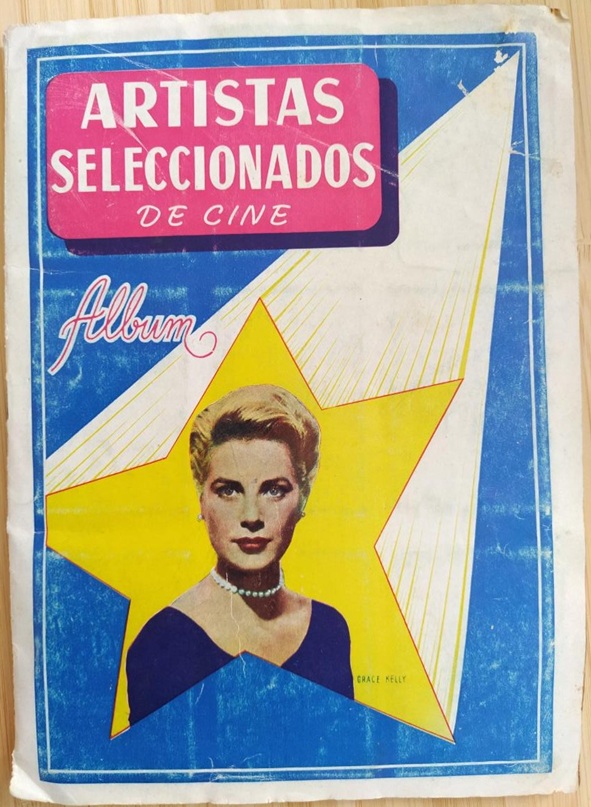 ARTISTAS
SELECCIONADOS
DE CINE
Album
GRACE KELLY